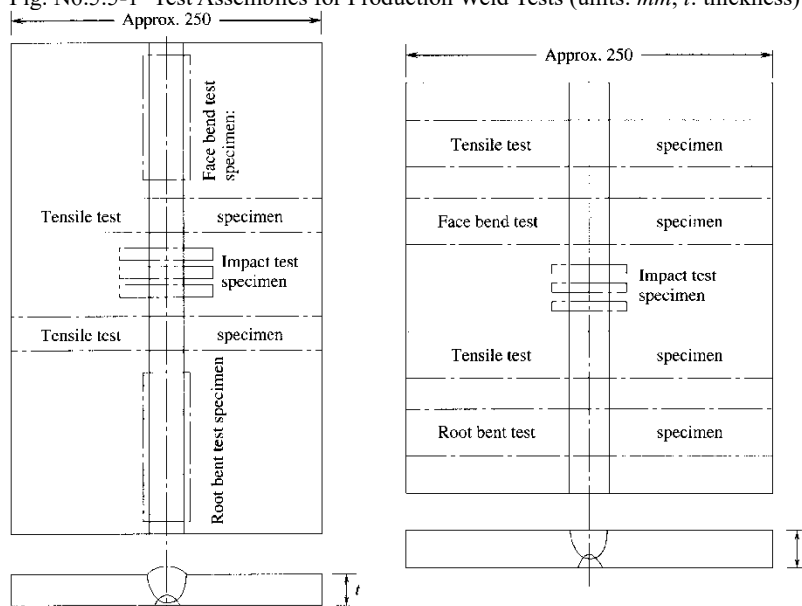 Fig. No.5.5-1 Test Assemblies for Production Weld Tests (units: mm, t: thickness)
Approx. 250
Face bend test
specimen:
Tensile test specimen
Impact test
specimen
Tensile test specimen
Root bent test specimen
t
Approx. 250
Tensile test specimen
Face bend test specimen
Impact test
specimen
Tensile test specimen
Root bent test specimen